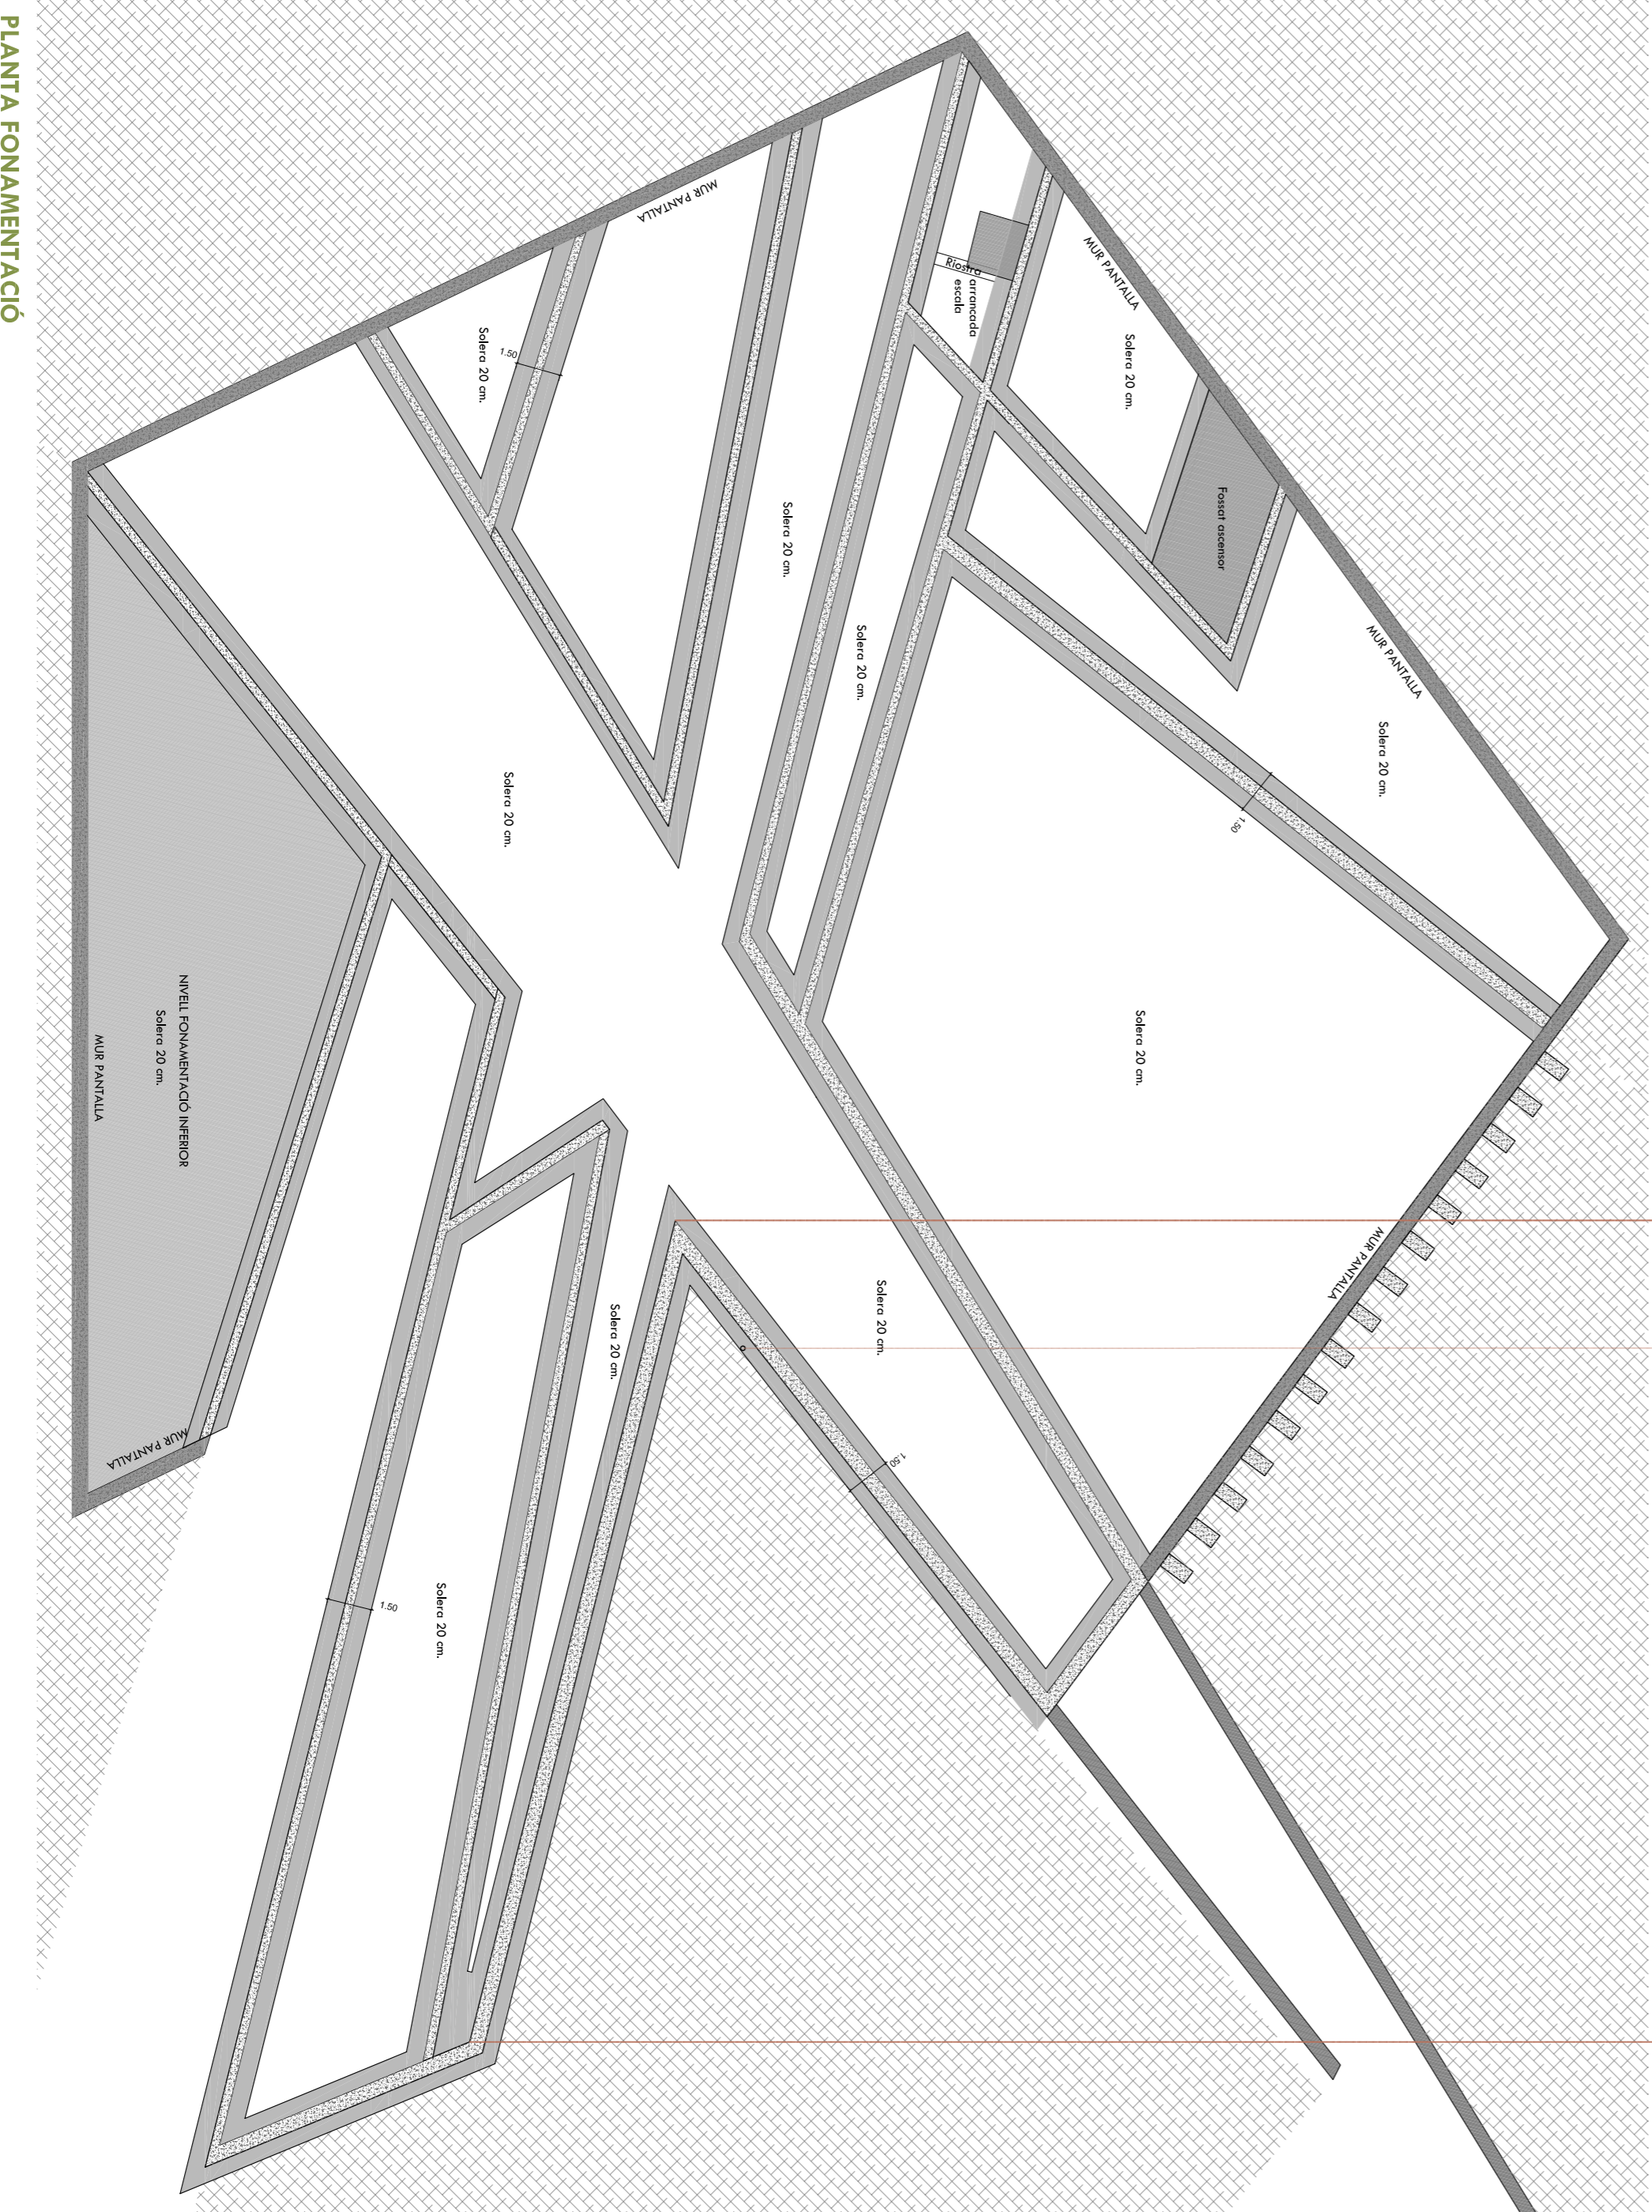 PLANTA FONAMENTACIÓ
MUR PANTALLA
MUR PANTALLA
Riostra
arrancada
escala
Solera 20 cm.
Solera 20 cm.
1.50
Fossat ascensor
Solera 20 cm.
MUR PANTALLA
Solera 20 cm.
Solera 20 cm.
Solera 20 cm.
1.50
Solera 20 cm.
NIVELL FONAMENTACIÓ INFERIOR
Solera 20 cm.
MUR PANTALLA
MUR PANTALLA
Solera 20 cm.
Solera 20 cm.
MUR PANTALLA
1.50
Solera 20 cm.
1.50